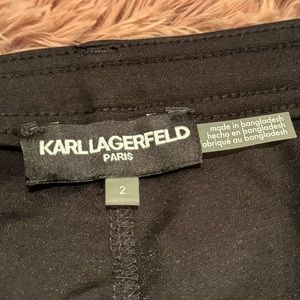 KARL LAGERFELD
PARIS
2
made in bangladesh
hecho en bangladesh
fabriqué au bangladesh